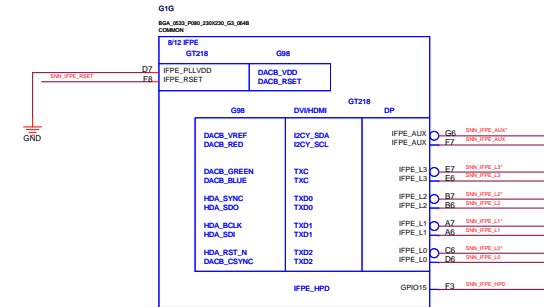 G1G
BGA_0533_P080_230X230_G3_064B
COMMON
8/12 IFPE
GT218 G98
D7 IFPE_PLLVDD DACB_VDD
SNN_IFPE_RSET F8 IFPE_RSET DACB_RSET
GND
GT218
G98 DVI/HDMI DP
DACB_VREF I2CY_SDA IFPE_AUX G6 SNN_IFPE_AUX*
DACB_RED I2CY_SCL IFPE_AUX F7 SNN_IFPE_AUX
DACB_GREEN TXC IFPE_L3 E7 SNN_IFPE_L3*
DACB_BLUE TXC IFPE_L3 E6 SNN_IFPE_L3
HDA_SYNC TXD0 IFPE_L2 B7 SNN_IFPE_L2*
HDA_SDO TXD0 IFPE_L2 B6 SNN_IFPE_L2
HDA_BCLK TXD1 IFPE_L1 A7 SNN_IFPE_L1*
HDA_SDI TXD1 IFPE_L1 A6 SNN_IFPE_L1
HDA_RST_N TXD2 IFPE_L0 C6 SNN_IFPE_L0*
DACB_CSYNC TXD2 IFPE_L0 D6 SNN_IFPE_L0
IFPE_HPD GPIO15 F3 SNN_IFPE_HPD